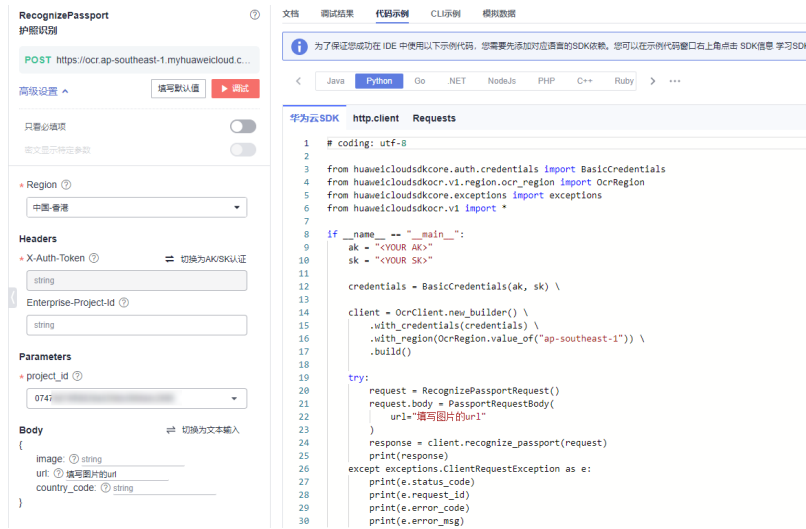 RecognizePassport
护照识别
POST https://ocr.ap-southeast-1.myhuaweicloud.c...
高级设置
填写默认值
调试
只看必填项
密文显示特定参数
* Region
中国-香港
Headers
* X-Auth-Token
切换为AK/SK认证
string
Enterprise-Project-Id
string
Parameters
* project_id
0747
Body
切换为文本输入
{
image: string
url: 填写图片的url
country_code: string
}
文档 调试结果 代码示例 CLI示例 模拟数据
为了保证您成功在 IDE 中使用以下示例代码，您需要先添加对应语言的SDK依赖。您可以在示例代码窗口右上角点击 SDK信息 学习SDK
Java Python Go .NET NodeJs PHP C++ Ruby ...
华为云SDK http.client Requests
1 # coding: utf-8
2
3 from huaweicloudsdkcore.auth.credentials import BasicCredentials
4 from huaweicloudsdkocr.v1.region.ocr_region import OcrRegion
5 from huaweicloudsdkcore.exceptions import exceptions
6 from huaweicloudsdkocr.v1 import *
7
8 if __name__ == "__main__":
9 ak = "<YOUR AK>"
10 sk = "<YOUR SK>"
11
12 credentials = BasicCredentials(ak, sk) \
13
14 client = OcrClient.new_builder() \
15 .with_credentials(credentials) \
16 .with_region(OcrRegion.value_of("ap-southeast-1")) \
17 .build()
18
19 try:
20 request = RecognizePassportRequest()
21 request.body = PassportRequestBody(
22 url="填写图片的url"
23 )
24 response = client.recognize_passport(request)
25 print(response)
26 except exceptions.ClientRequestException as e:
27 print(e.status_code)
28 print(e.request_id)
29 print(e.error_code)
30 print(e.error_msg)